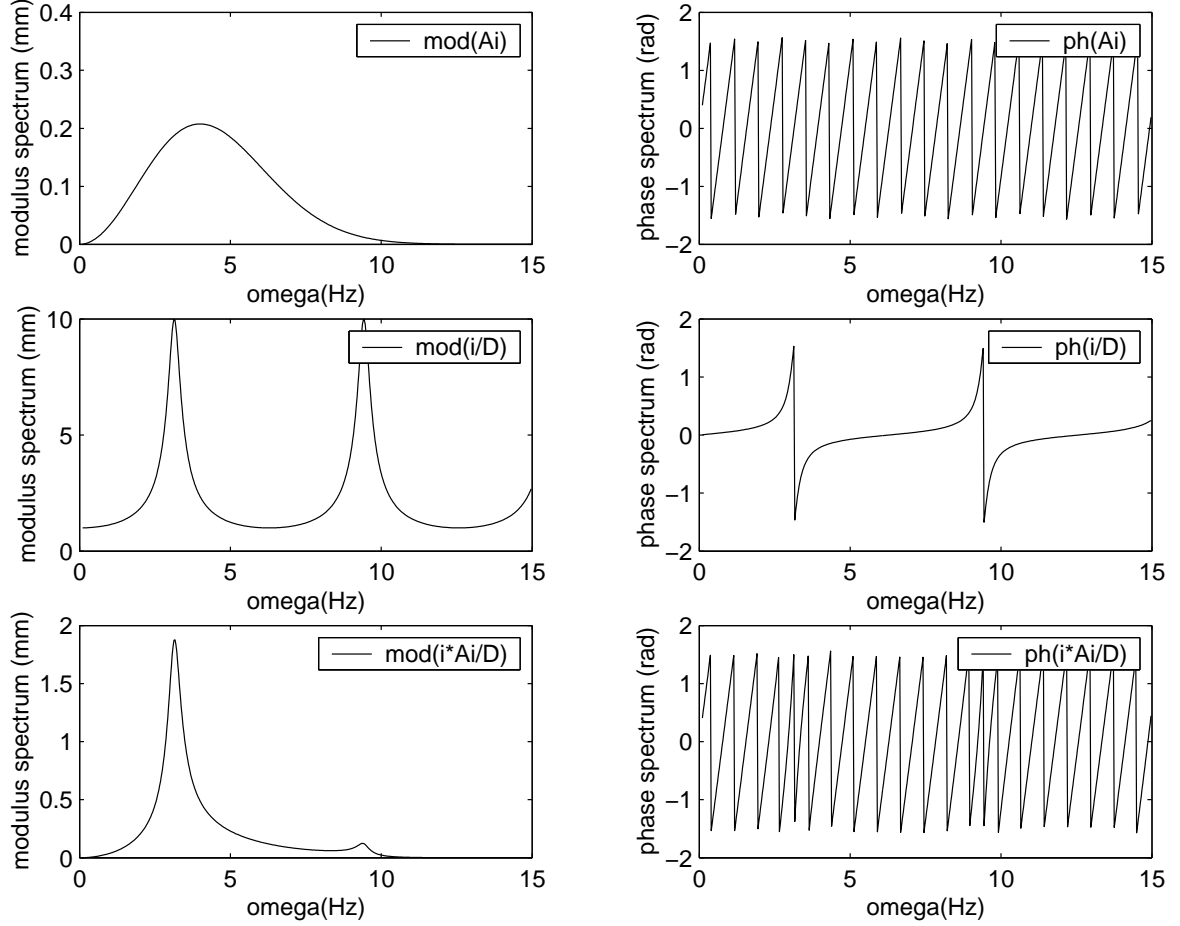 0.4
0.3
0.2
0.1
0
modulus spectrum (mm)
mod(Ai)
0 5 10 15
omega(Hz)
2
1
0
−1
−2
phase spectrum (rad)
ph(Ai)
0 5 10 15
omega(Hz)
10
5
0
modulus spectrum (mm)
mod(i/D)
0 5 10 15
omega(Hz)
2
1
0
−1
−2
phase spectrum (rad)
ph(i/D)
0 5 10 15
omega(Hz)
2
1.5
1
0.5
0
modulus spectrum (mm)
mod(i*Ai/D)
0 5 10 15
omega(Hz)
2
1
0
−1
−2
phase spectrum (rad)
ph(i*Ai/D)
0 5 10 15
omega(Hz)